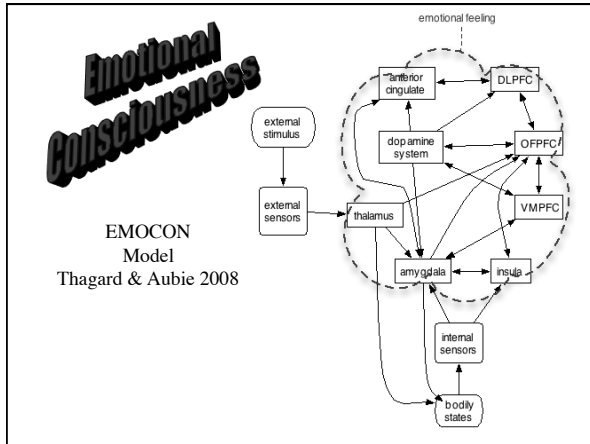 Emotional
Consciousness
EMOCON
Model
Thagard & Aubie 2008
emotional feeling
anterior
cingulate
DLPFC
external
stimulus
dopamine
system
OFPFC
external
sensors
thalamus
VMPFC
amygdala
insula
internal
sensors
bodily
states